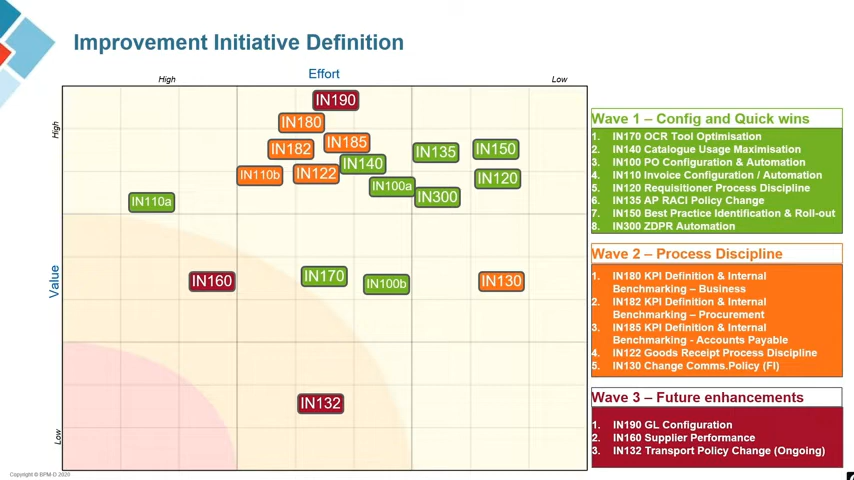 Improvement Initiative Definition
Effort
High
Low
High
Value
Low
IN190
IN180
IN182
IN185
IN140
IN135
IN150
IN110b
IN122
IN100a
IN120
IN300
IN110a
IN160
IN170
IN100b
IN130
IN132
Wave 1 – Config and Quick wins
1. IN170 OCR Tool Optimisation
2. IN140 Catalogue Usage Maximisation
3. IN100 PO Configuration & Automation
4. IN110 Invoice Configuration / Automation
5. IN120 Requisitioner Process Discipline
6. IN135 AP RACI Policy Change
7. IN150 Best Practice Identification & Roll-out
8. IN300 ZDPR Automation
Wave 2 – Process Discipline
1. IN180 KPI Definition & Internal
Benchmarking – Business
2. IN182 KPI Definition & Internal
Benchmarking – Procurement
3. IN185 KPI Definition & Internal
Benchmarking - Accounts Payable
4. IN122 Goods Receipt Process Discipline
5. IN130 Change Comms.Policy (FI)
Wave 3 – Future enhancements
1. IN190 GL Configuration
2. IN160 Supplier Performance
3. IN132 Transport Policy Change (Ongoing)
Copyright © BPM-D 2020